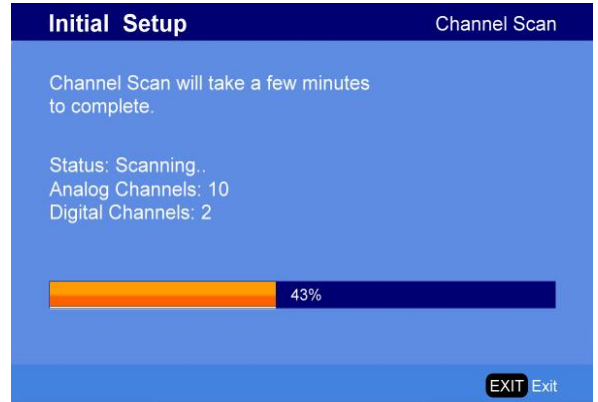 Initial Setup
Channel Scan
Channel Scan will take a few minutes
to complete.
Status: Scanning..
Analog Channels: 10
Digital Channels: 2
43%
EXIT Exit